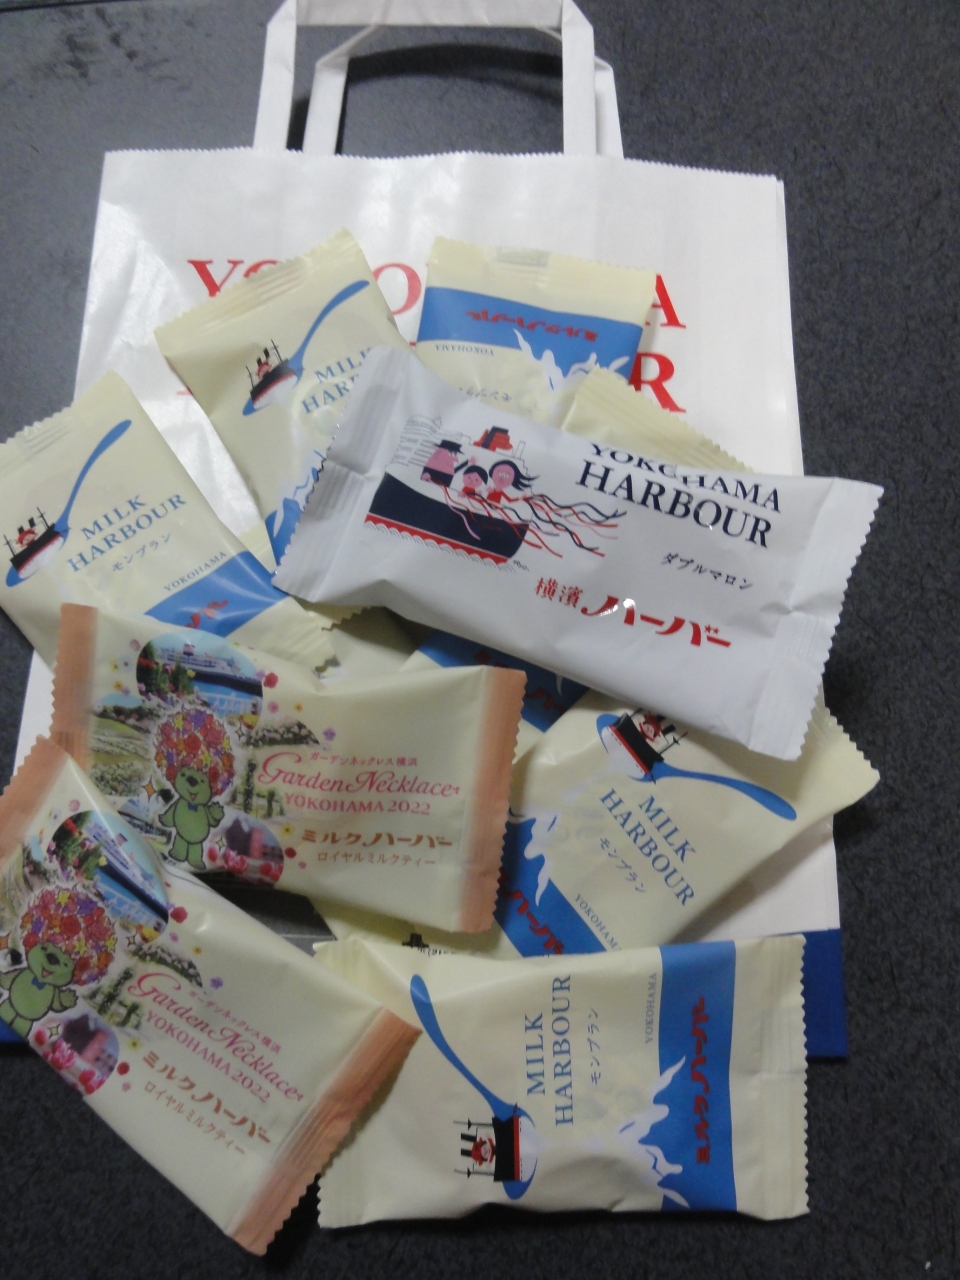 MILK
ミルクハーバー
YOKOHAMA
モンブラン
YOKOHAMA
HARBOUR
ダブルマロン
横濱ハーバー
MILK
HARBOUR
モンブラン
YOKOHAMA
ガーデンネックレス横浜
Garden Necklace
YOKOHAMA 2022
ミルクハーバー
ロイヤルミルクティー
MILK
HARBOUR
モンブラン
YOKOHAMA
ガーデンネックレス横浜
Garden Necklace
YOKOHAMA 2022
ミルクハーバー
ロイヤルミルクティー
MILK
HARBOUR
モンブラン
YOKOHAMA
ミルクハーバー